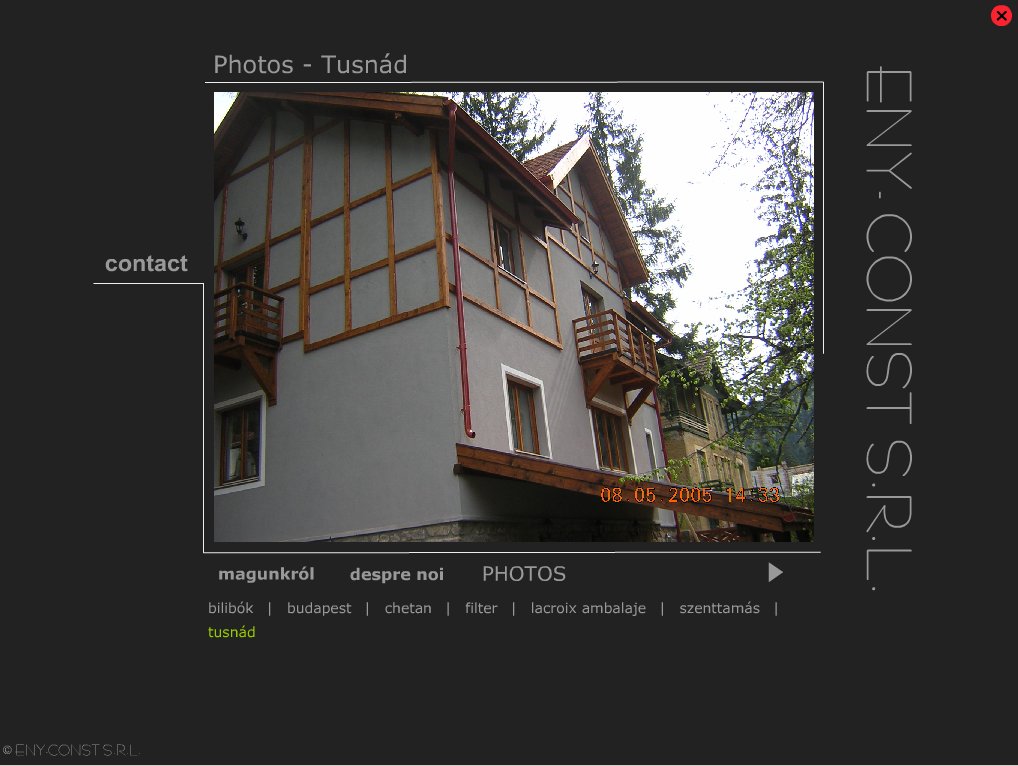 Photos - Tusnád
ENY-CONST S.R.L.
contact
08.05.2005 14:33
magunkról despre noi PHOTOS
bilibók | budapest | chetan | filter | lacroix ambalaje | szenttamás |
tusnád
© ENY-CONST S.R.L.